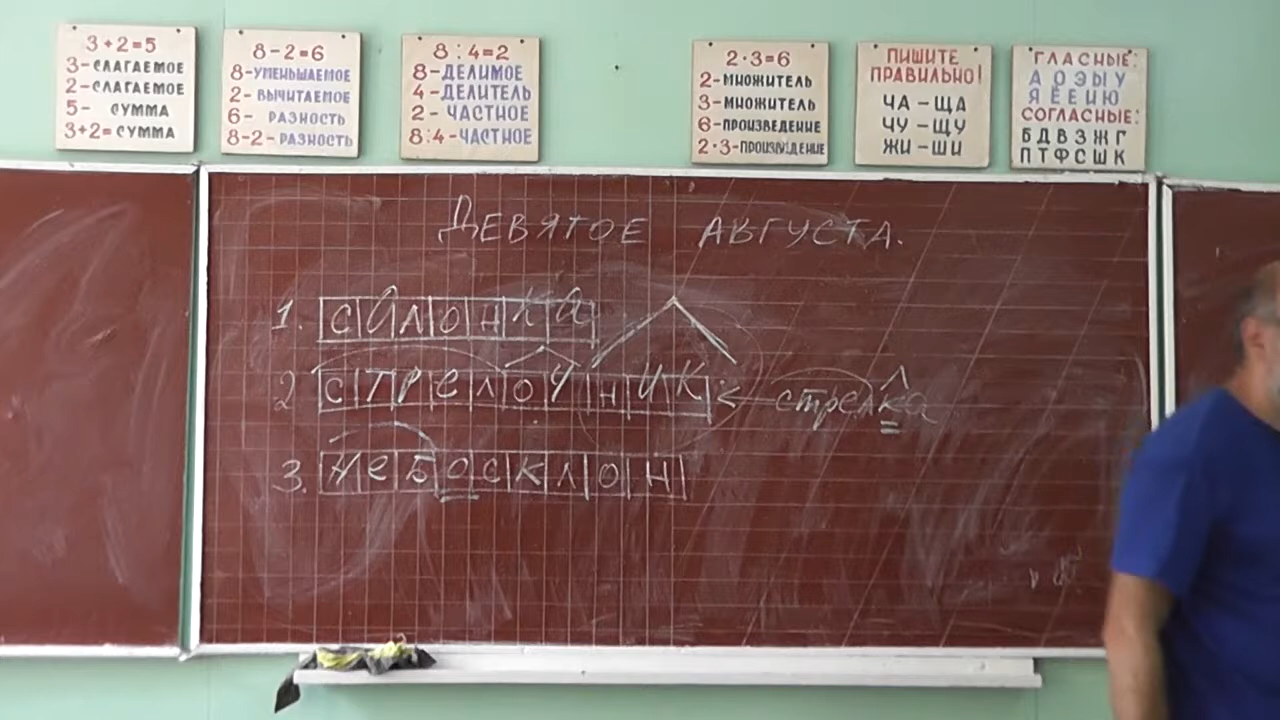 3+2=5
3-СЛАГАЕМОЕ
2-СЛАГАЕМОЕ
5- СУММА
3+2=СУММА
8-2=6
8-УМЕНЬШАЕМОЕ
2-ВЫЧИТАЕМОЕ
6- РАЗНОСТЬ
8-2-РАЗНОСТЬ
8:4=2
8-ДЕЛИМОЕ
4-ДЕЛИТЕЛЬ
2-ЧАСТНОЕ
8:4-ЧАСТНОЕ
2·3=6
2-МНОЖИТЕЛЬ
3-МНОЖИТЕЛЬ
6-ПРОИЗВЕДЕНИЕ
2·3-ПРОИЗВЕДЕНИЕ
ПИШИТЕ
ПРАВИЛЬНО!
ЧА-ЩА
ЧУ-ЩУ
ЖИ-ШИ
ГЛАСНЫЕ:
А О Э Ы У
Я Ё Е И Ю
СОГЛАСНЫЕ:
Б Д В З Ж Г
П Т Ф С Ш К
ДЕВЯТОЕ АВГУСТА.
1. СОЛОНКА
2 СТРЕЛОЧНИК ← стрелка
3. НЕБОСКЛОН